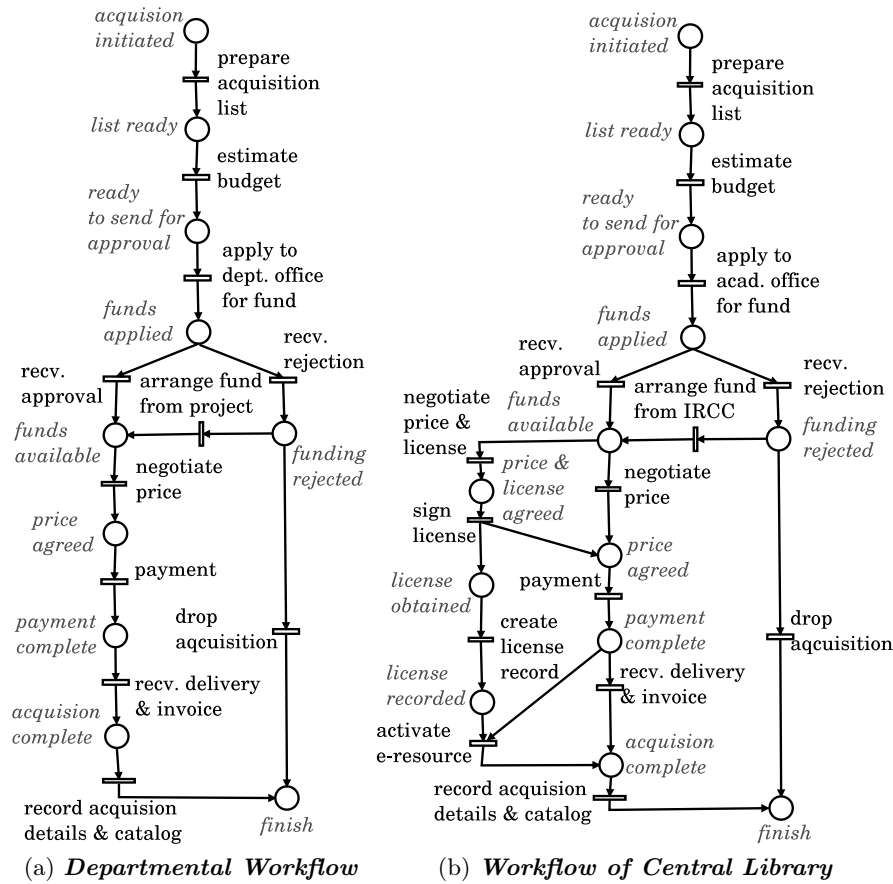 acquision
initiated
prepare
acquisition
list
list ready
estimate
budget
ready
to send for
approval
apply to
dept. office
for fund
funds
applied
recv.
approval
recv.
rejection
arrange fund
from project
funds
available
funding
rejected
negotiate
price
price
agreed
payment
payment
complete
drop
aqcuisition
recv. delivery
& invoice
acquision
complete
record acquision
details & catalog
finish
(a) Departmental Workflow
acquision
initiated
prepare
acquisition
list
list ready
estimate
budget
ready
to send for
approval
apply to
acad. office
for fund
funds
applied
recv.
approval
recv.
rejection
arrange fund
from IRCC
negotiate
price &
license
funds
available
funding
rejected
price &
license
agreed
negotiate
price
sign
license
price
agreed
license
obtained
payment
create
license
record
payment
complete
drop
aqcuisition
license
recorded
recv. delivery
& invoice
activate
e-resource
acquision
complete
record acquision
details & catalog
finish
(b) Workflow of Central Library